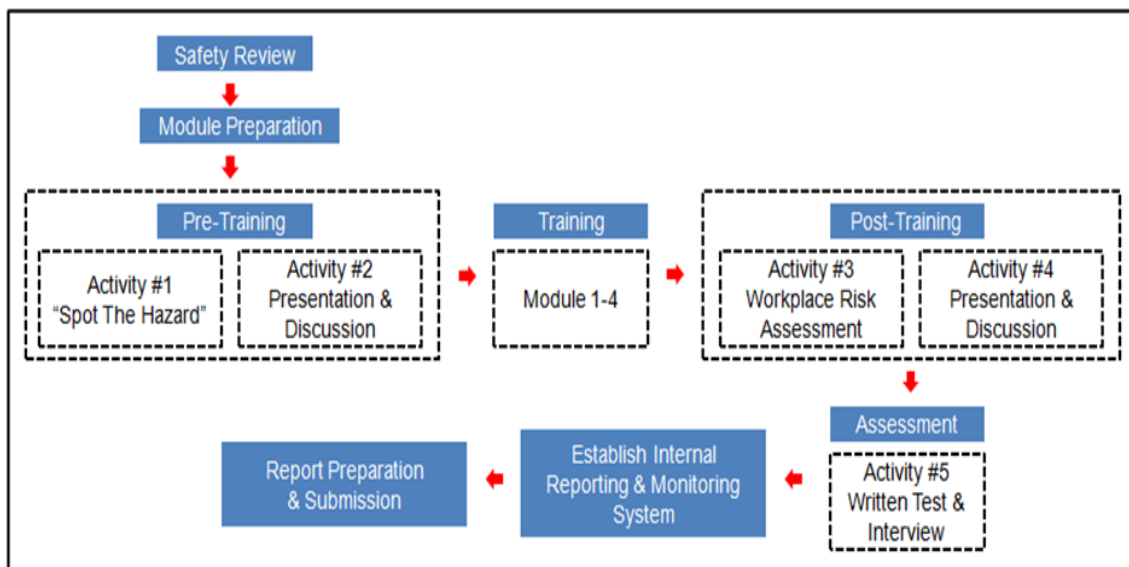 Safety Review
Module Preparation
Pre-Training
Activity #1
“Spot The Hazard”
Activity #2
Presentation &
Discussion
Training
Module 1-4
Post-Training
Activity #3
Workplace Risk
Assessment
Activity #4
Presentation &
Discussion
Assessment
Activity #5
Written Test &
Interview
Establish Internal
Reporting & Monitoring
System
Report Preparation
& Submission